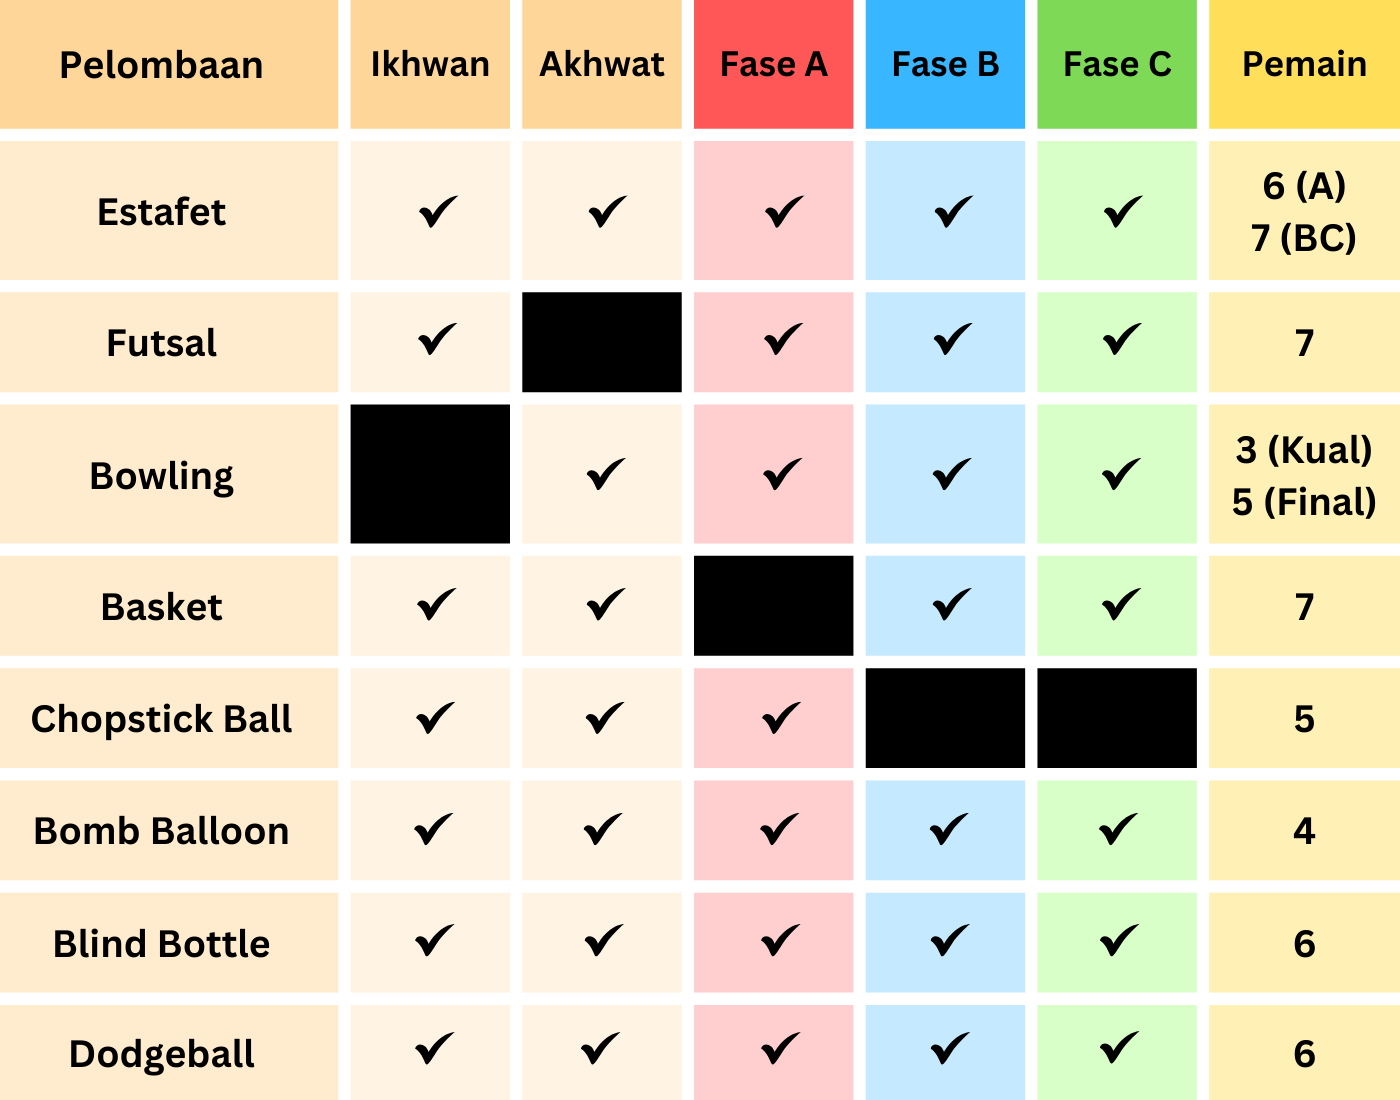 Pelombaan Ikhwan Akhwat Fase A Fase B Fase C Pemain
Estafet ✔ ✔ ✔ ✔ ✔ 6 (A)
7 (BC)
Futsal ✔ ✔ ✔ ✔ 7
Bowling ✔ ✔ ✔ ✔ 3 (Kual)
5 (Final)
Basket ✔ ✔ ✔ ✔ 7
Chopstick Ball ✔ ✔ ✔ 5
Bomb Balloon ✔ ✔ ✔ ✔ ✔ 4
Blind Bottle ✔ ✔ ✔ ✔ ✔ 6
Dodgeball ✔ ✔ ✔ ✔ ✔ 6